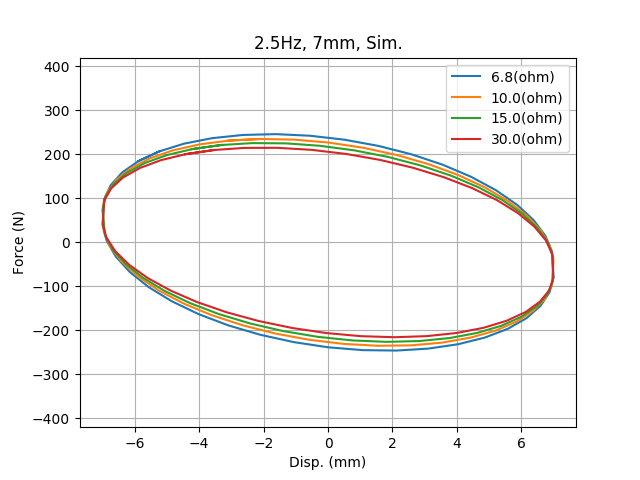 2.5Hz, 7mm, Sim.
400
300
200
100
0
−100
−200
−300
−400
Force (N)
6.8(ohm)
10.0(ohm)
15.0(ohm)
30.0(ohm)
−6 −4 −2 0 2 4 6
Disp. (mm)